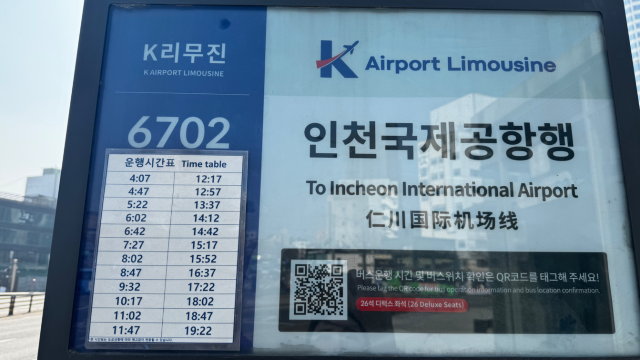 K리무진
K AIRPORT LIMOUSINE
6702
운행시간표 Time table
4:07 12:17
4:47 12:57
5:22 13:37
6:02 14:12
6:42 14:42
7:27 15:17
8:02 15:52
8:47 16:37
9:32 17:22
10:17 18:02
11:02 18:47
11:47 19:22
K Airport Limousine
인천국제공항행
To Incheon International Airport
仁川国际机场线
버스운행 시간 및 버스위치 확인은 QR코드를 태그해 주세요!
Please tag the QR code for bus operation information and bus location confirmation.
26석 디럭스 좌석 (26 Deluxe Seats)